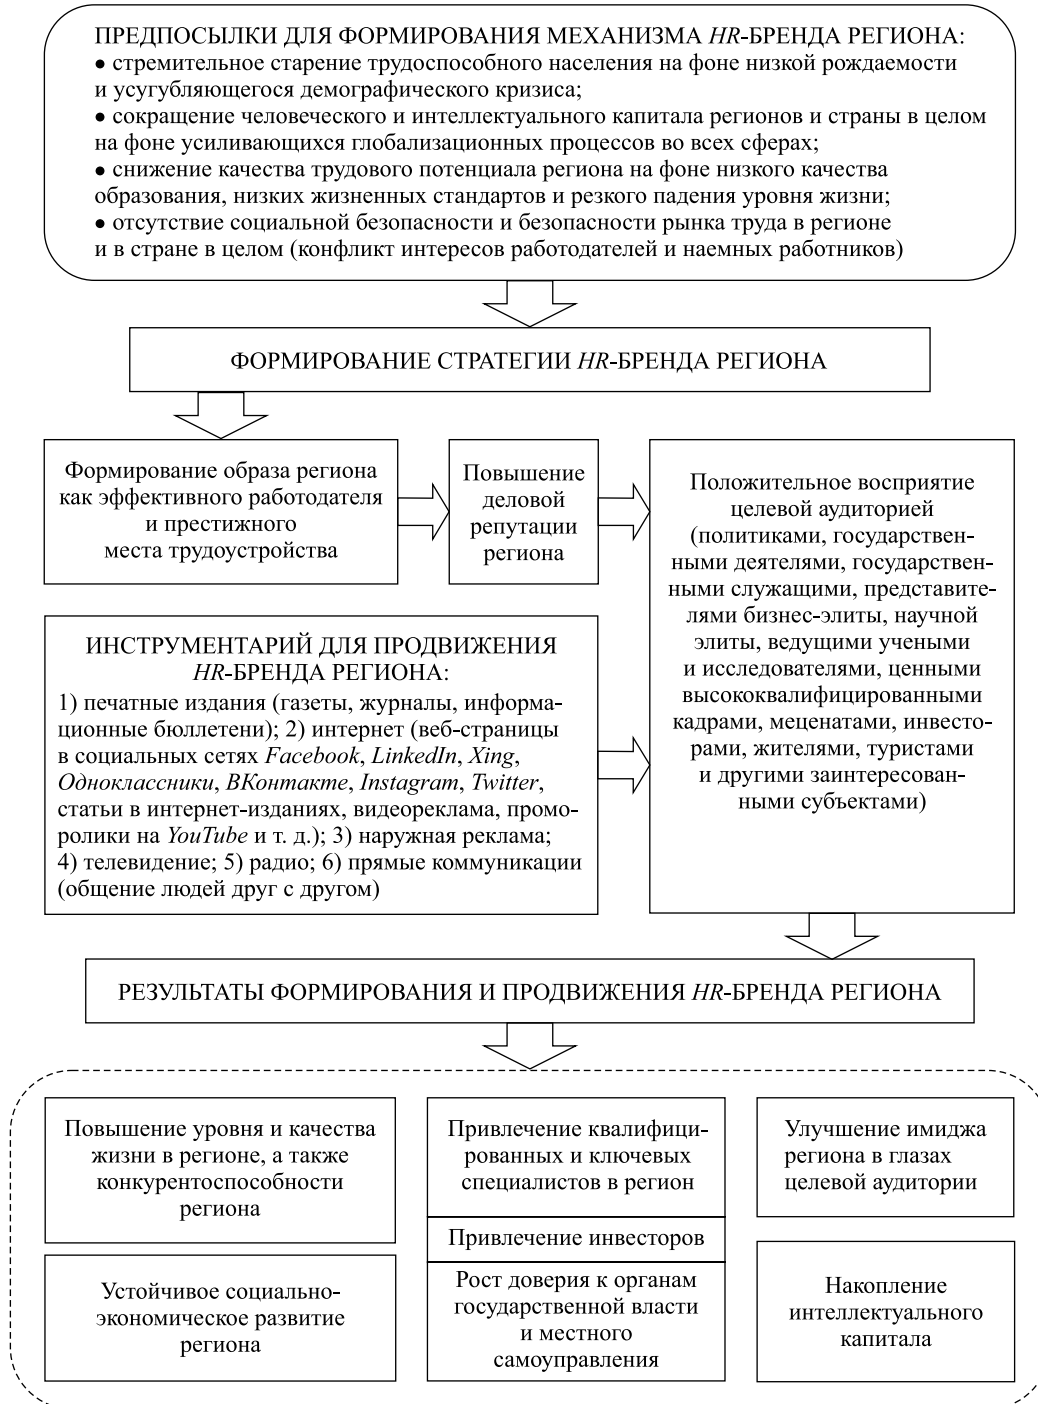 ПРЕДПОСЫЛКИ ДЛЯ ФОРМИРОВАНИЯ МЕХАНИЗМА HR-БРЕНДА РЕГИОНА:
• стремительное старение трудоспособного населения на фоне низкой рождаемости
и усугубляющегося демографического кризиса;
• сокращение человеческого и интеллектуального капитала регионов и страны в целом
на фоне усиливающихся глобализационных процессов во всех сферах;
• снижение качества трудового потенциала региона на фоне низкого качества
образования, низких жизненных стандартов и резкого падения уровня жизни;
• отсутствие социальной безопасности и безопасности рынка труда в регионе
и в стране в целом (конфликт интересов работодателей и наемных работников)
ФОРМИРОВАНИЕ СТРАТЕГИИ HR-БРЕНДА РЕГИОНА
Формирование образа региона
как эффективного работодателя
и престижного
места трудоустройства
Повышение
деловой
репутации
региона
Положительное восприятие
целевой аудиторией
(политиками, государствен-
ными деятелями, государствен-
ными служащими, представите-
лями бизнес-элиты, научной
элиты, ведущими учеными
и исследователями, ценными
высококвалифицированными
кадрами, меценатами, инвесто-
рами, жителями, туристами
и другими заинтересован-
ными субъектами)
ИНСТРУМЕНТАРИЙ ДЛЯ ПРОДВИЖЕНИЯ
HR-БРЕНДА РЕГИОНА:
1) печатные издания (газеты, журналы, информа-
ционные бюллетени); 2) интернет (веб-страницы
в социальных сетях Facebook, LinkedIn, Xing,
Одноклассники, ВКонтакте, Instagram, Twitter,
статьи в интернет-изданиях, видеореклама, промо-
ролики на YouTube и т. д.); 3) наружная реклама;
4) телевидение; 5) радио; 6) прямые коммуникации
(общение людей друг с другом)
РЕЗУЛЬТАТЫ ФОРМИРОВАНИЯ И ПРОДВИЖЕНИЯ HR-БРЕНДА РЕГИОНА
Повышение уровня и качества
жизни в регионе, а также
конкурентоспособности
региона
Устойчивое социально-
экономическое развитие
региона
Привлечение квалифици-
рованных и ключевых
специалистов в регион
Привлечение инвесторов
Рост доверия к органам
государственной власти
и местного
самоуправления
Улучшение имиджа
региона в глазах
целевой аудитории
Накопление
интеллектуального
капитала